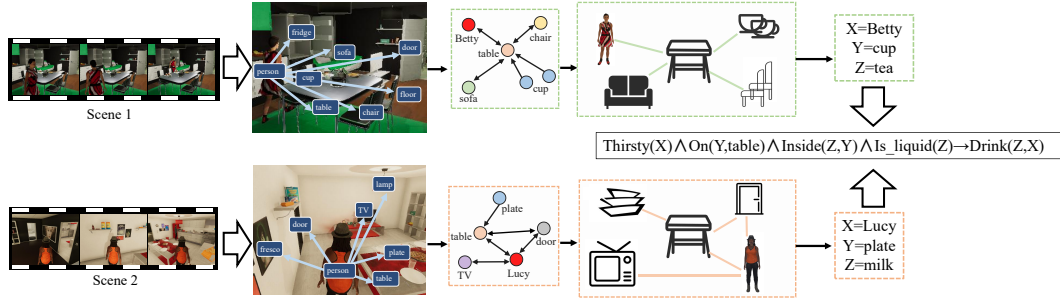 Scene 1
fridge
sofa
door
person
cup
floor
table
chair
Betty
chair
table
sofa
cup
X=Betty
Y=cup
Z=tea
Thirsty(X)⋀On(Y,table)⋀Inside(Z,Y)⋀Is_liquid(Z)→Drink(Z,X)
Scene 2
lamp
TV
door
fresco
plate
person
table
plate
table
door
TV
Lucy
X=Lucy
Y=plate
Z=milk